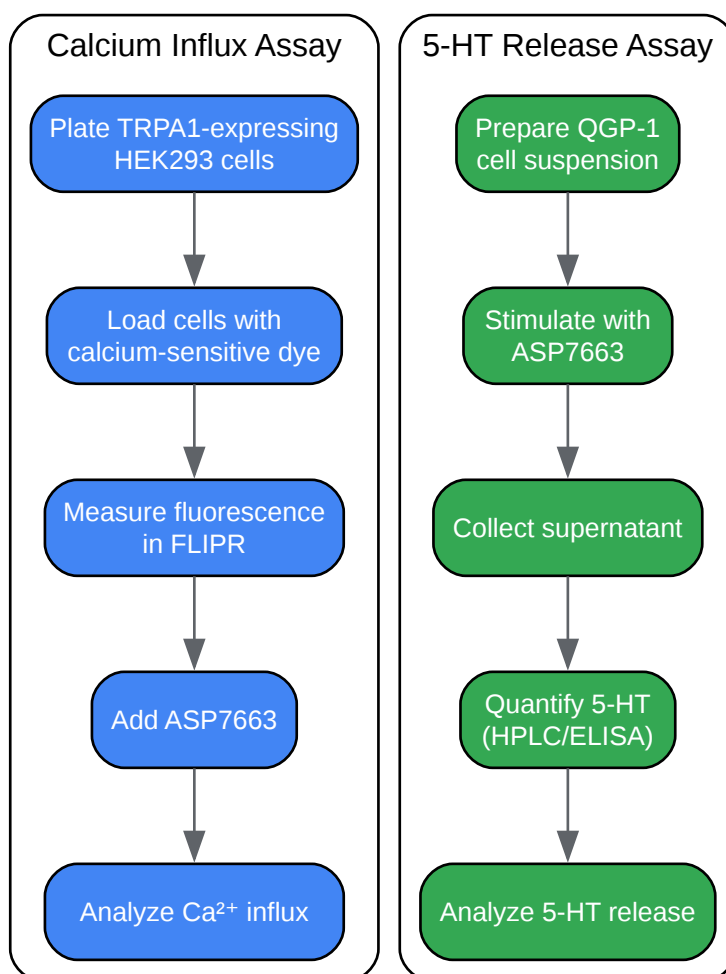 Calcium Influx Assay
Plate TRPA1-expressing
HEK293 cells
Load cells with
calcium-sensitive dye
Measure fluorescence
in FLIPR
Add ASP7663
Analyze Ca²⁺ influx
5-HT Release Assay
Prepare QGP-1
cell suspension
Stimulate with
ASP7663
Collect supernatant
Quantify 5-HT
(HPLC/ELISA)
Analyze 5-HT release